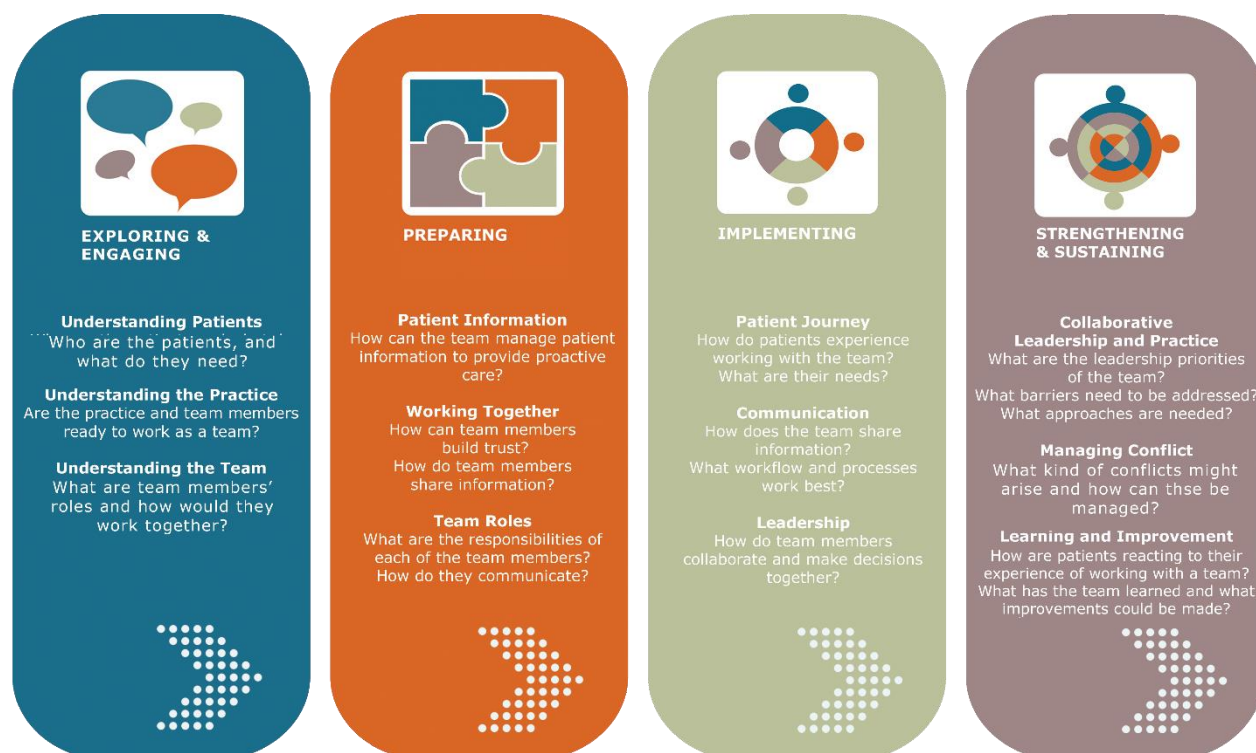 EXPLORING &
ENGAGING
Understanding Patients
Who are the patients, and
what do they need?
Understanding the Practice
Are the practice and team members
ready to work as a team?
Understanding the Team
What are team members’
roles and how would they
work together?
PREPARING
Patient Information
How can the team manage patient
information to provide proactive
care?
Working Together
How can team members
build trust?
How do team members
share information?
Team Roles
What are the responsibilities of
each of the team members?
How do they communicate?
IMPLEMENTING
Patient Journey
How do patients experience
working with the team?
What are their needs?
Communication
How does the team share
information?
What workflow and processes
work best?
Leadership
How do team members
collaborate and make decisions
together?
STRENGTHENING
& SUSTAINING
Collaborative
Leadership and Practice
What are the leadership priorities
of the team?
What barriers need to be addressed?
What approaches are needed?
Managing Conflict
What kind of conflicts might
arise and how can thse be
managed?
Learning and Improvement
How are patients reacting to their
experience of working with a team?
What has the team learned and what
improvements could be made?